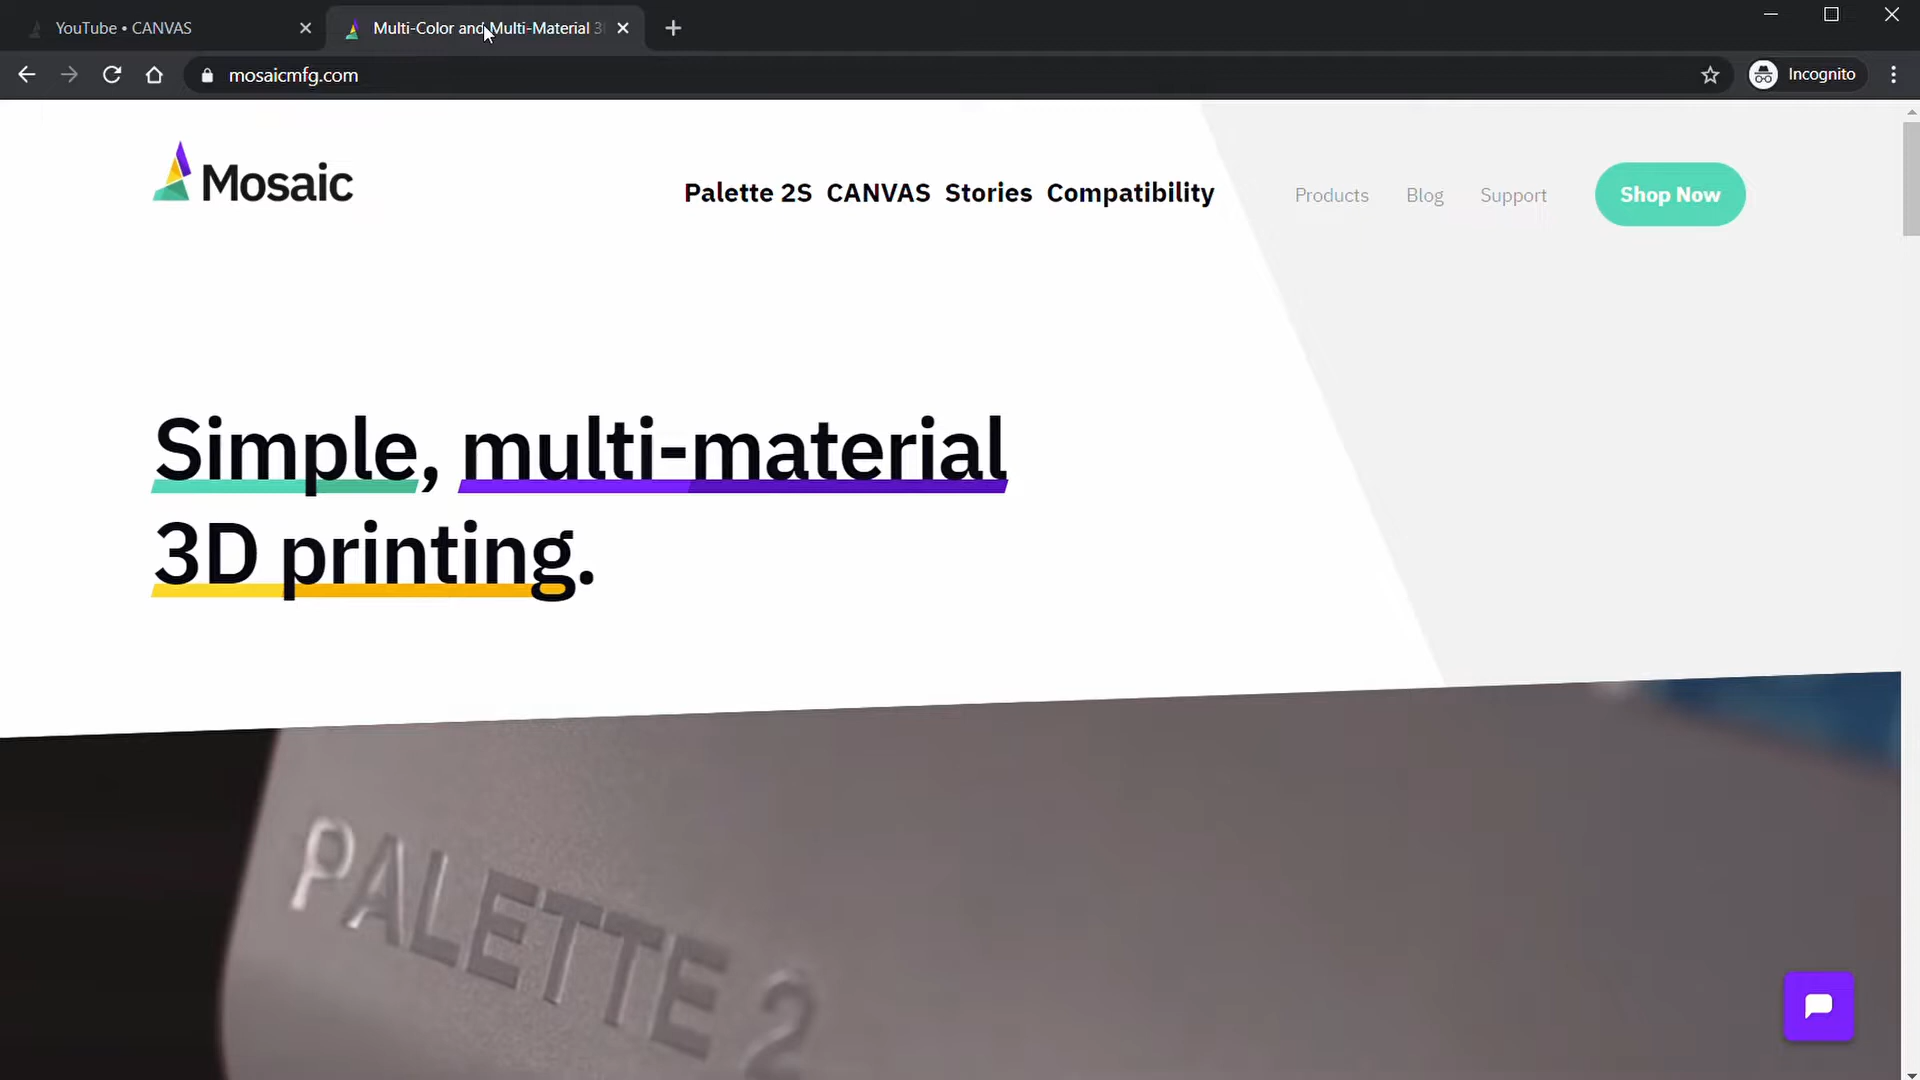 YouTube • CANVAS
Multi-Color and Multi-Material 3
mosaicmfg.com
Incognito
Mosaic
Palette 2S CANVAS Stories Compatibility
Products Blog Support
Shop Now
Simple, multi-material
3D printing.
PALETTE 2